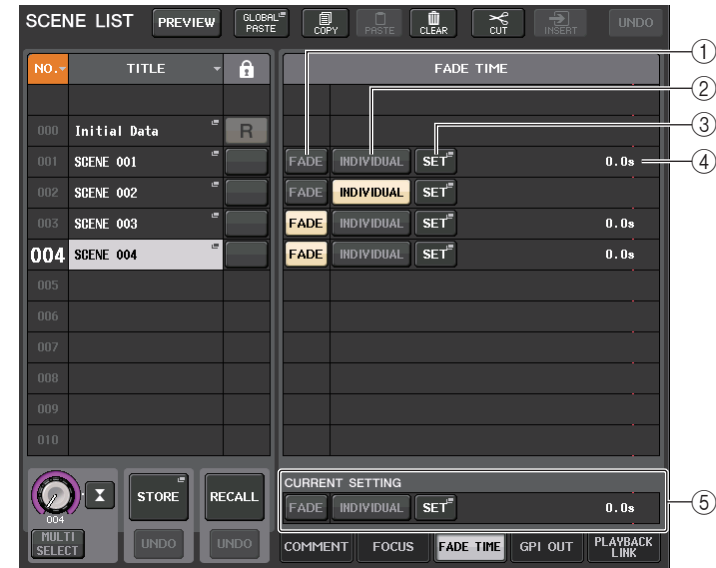 SCENE LIST PREVIEW GLOBAL PASTE COPY PASTE CLEAR CUT INSERT UNDO
NO. TITLE FADE TIME
000 Initial Data R
001 SCENE 001 FADE INDIVIDUAL SET 0.0s
002 SCENE 002 FADE INDIVIDUAL SET
003 SCENE 003 FADE INDIVIDUAL SET 0.0s
004 SCENE 004 FADE INDIVIDUAL SET 0.0s
005
006
007
008
009
010
① ② ③ ④ ⑤
CURRENT SETTING
STORE RECALL FADE INDIVIDUAL SET 0.0s
004
MULTI SELECT UNDO UNDO COMMENT FOCUS FADE TIME GPI OUT PLAYBACK LINK